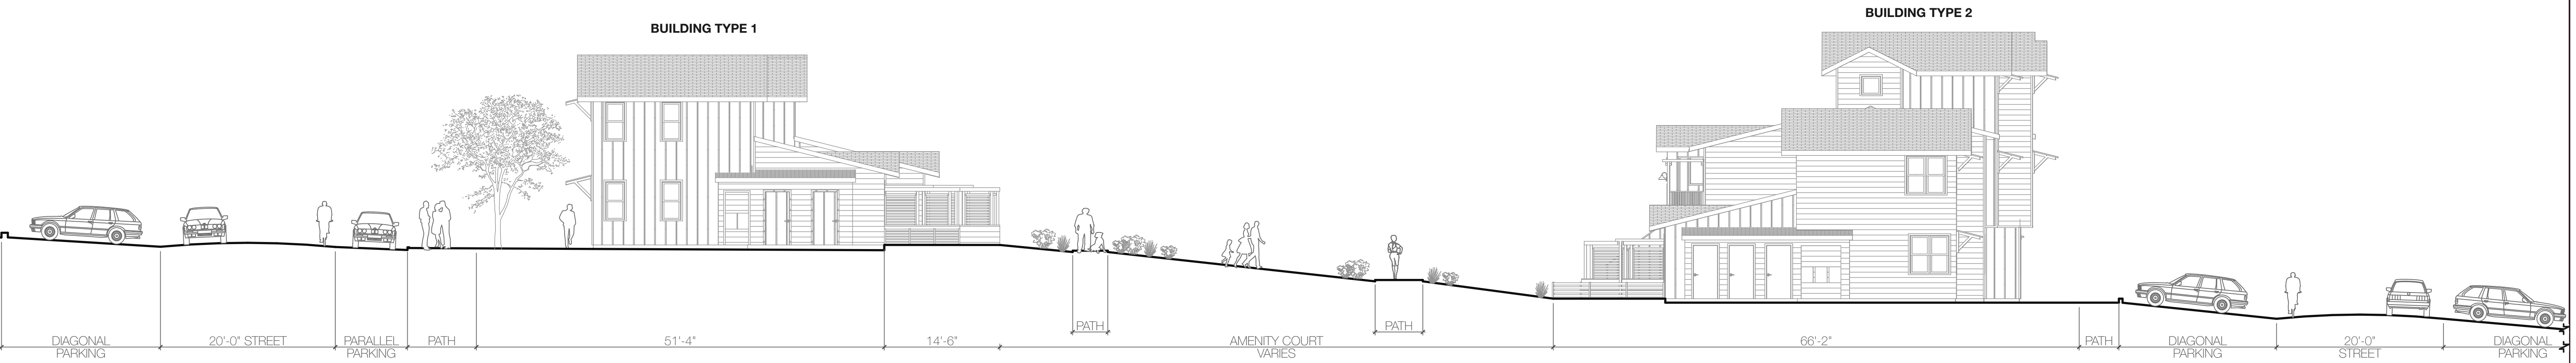 BUILDING TYPE 1
BUILDING TYPE 2
PATH
PATH
DIAGONAL
PARKING
20'-0" STREET
PARALLEL
PARKING
PATH
51'-4"
14'-6"
AMENITY COURT
VARIES
66'-2"
PATH
DIAGONAL
PARKING
20'-0"
STREET
DIAGONAL
PARKING